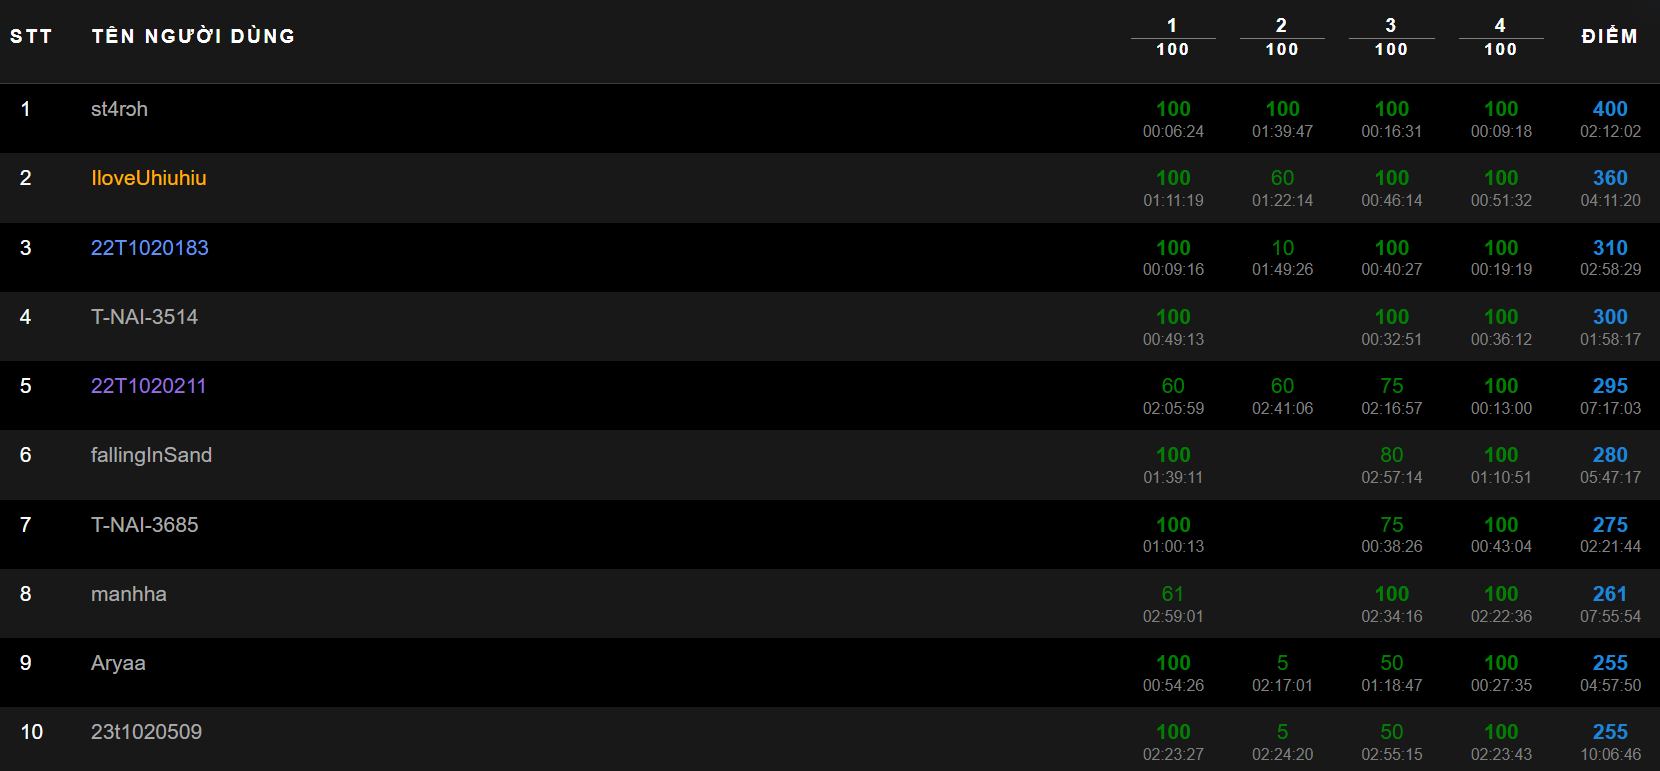 STT TÊN NGƯỜI DÙNG 1 2 3 4 ĐIỂM
100 100 100 100
1 st4rɔh 100 100 100 100 400
00:06:24 01:39:47 00:16:31 00:09:18 02:12:02
2 IloveUhiuhiu 100 60 100 100 360
01:11:19 01:22:14 00:46:14 00:51:32 04:11:20
3 22T1020183 100 10 100 100 310
00:09:16 01:49:26 00:40:27 00:19:19 02:58:29
4 T-NAI-3514 100 100 100 300
00:49:13 00:32:51 00:36:12 01:58:17
5 22T1020211 60 60 75 100 295
02:05:59 02:41:06 02:16:57 00:13:00 07:17:03
6 fallingInSand 100 80 100 280
01:39:11 02:57:14 01:10:51 05:47:17
7 T-NAI-3685 100 75 100 275
01:00:13 00:38:26 00:43:04 02:21:44
8 manhha 61 100 100 261
02:59:01 02:34:16 02:22:36 07:55:54
9 Aryaa 100 5 50 100 255
00:54:26 02:17:01 01:18:47 00:27:35 04:57:50
10 23t1020509 100 5 50 100 255
02:23:27 02:24:20 02:55:15 02:23:43 10:06:46